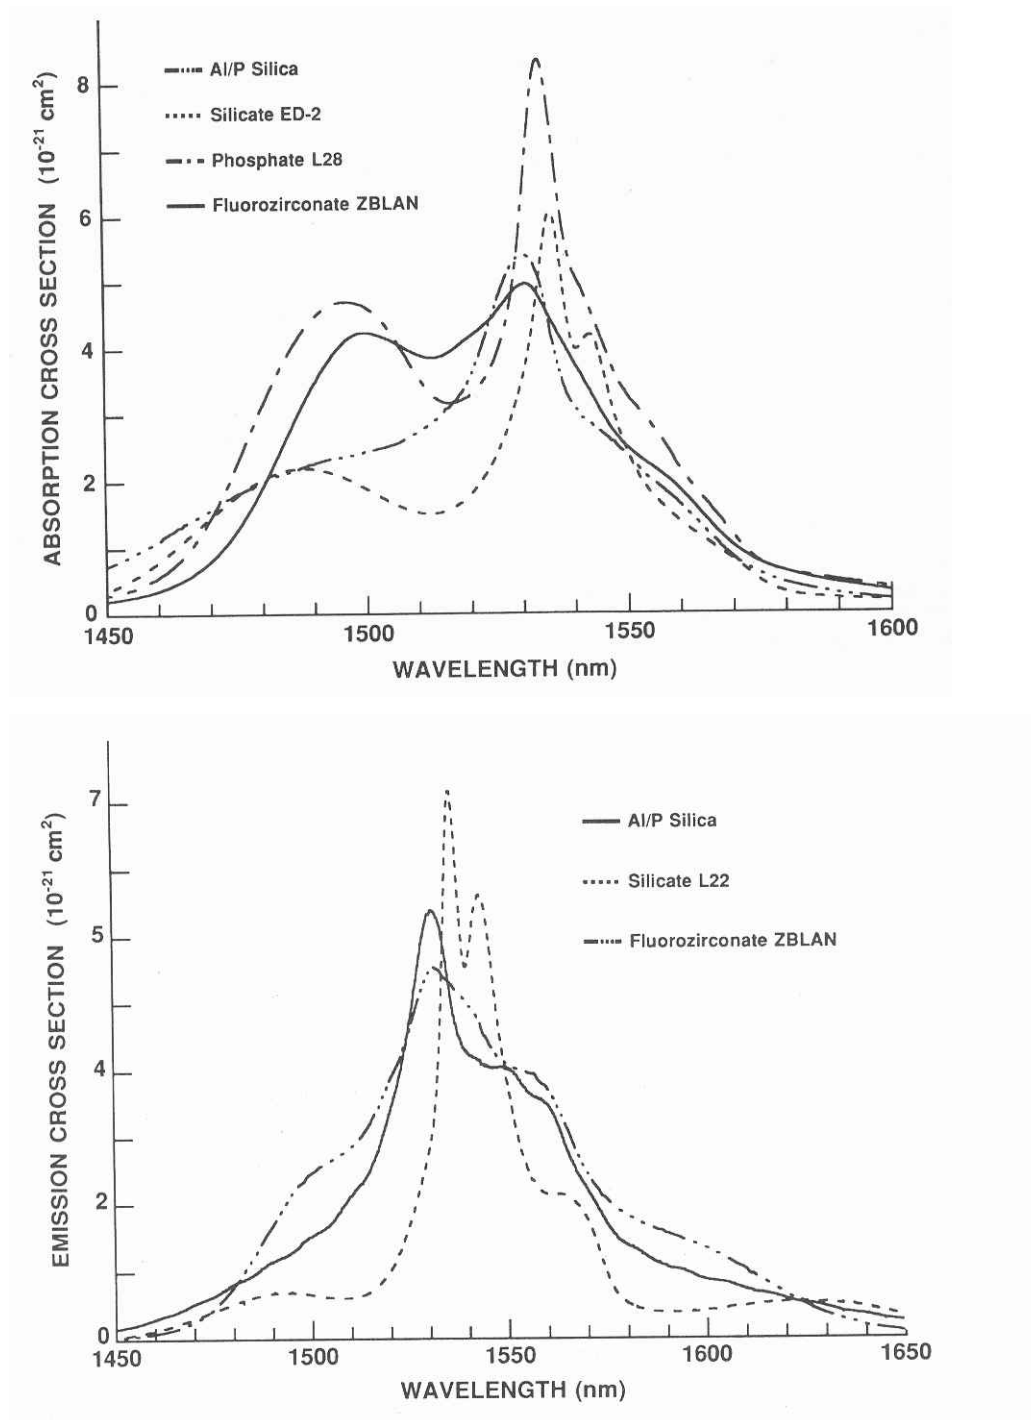 Al/P Silica
Silicate ED-2
Phosphate L28
Fluorozirconate ZBLAN
ABSORPTION CROSS SECTION (10⁻²¹ cm²)
8
6
4
2
0
1450 1500 1550 1600
WAVELENGTH (nm)
Al/P Silica
Silicate L22
Fluorozirconate ZBLAN
EMISSION CROSS SECTION (10⁻²¹ cm²)
7
5
4
2
0
1450 1500 1550 1600 1650
WAVELENGTH (nm)